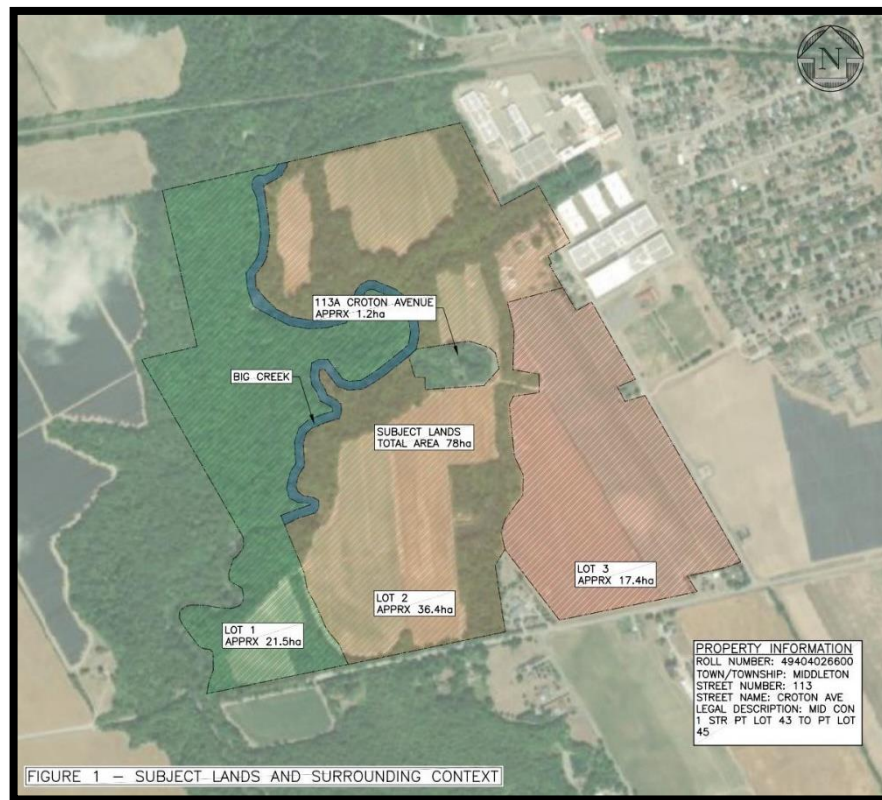 N
113A CROTON AVENUE
APPRX 1.2ha
BIG CREEK
SUBJECT LANDS
TOTAL AREA 78ha
LOT 3
APPRX 17.4ha
LOT 2
APPRX 36.4ha
LOT 1
APPRX 21.5ha
PROPERTY INFORMATION
ROLL NUMBER: 49404026600
TOWN/TOWNSHIP: MIDDLETON
STREET NUMBER: 113
STREET NAME: CROTON AVE
LEGAL DESCRIPTION: MID CON
1 STR PT LOT 43 TO PT LOT
45
FIGURE 1 – SUBJECT LANDS AND SURROUNDING CONTEXT